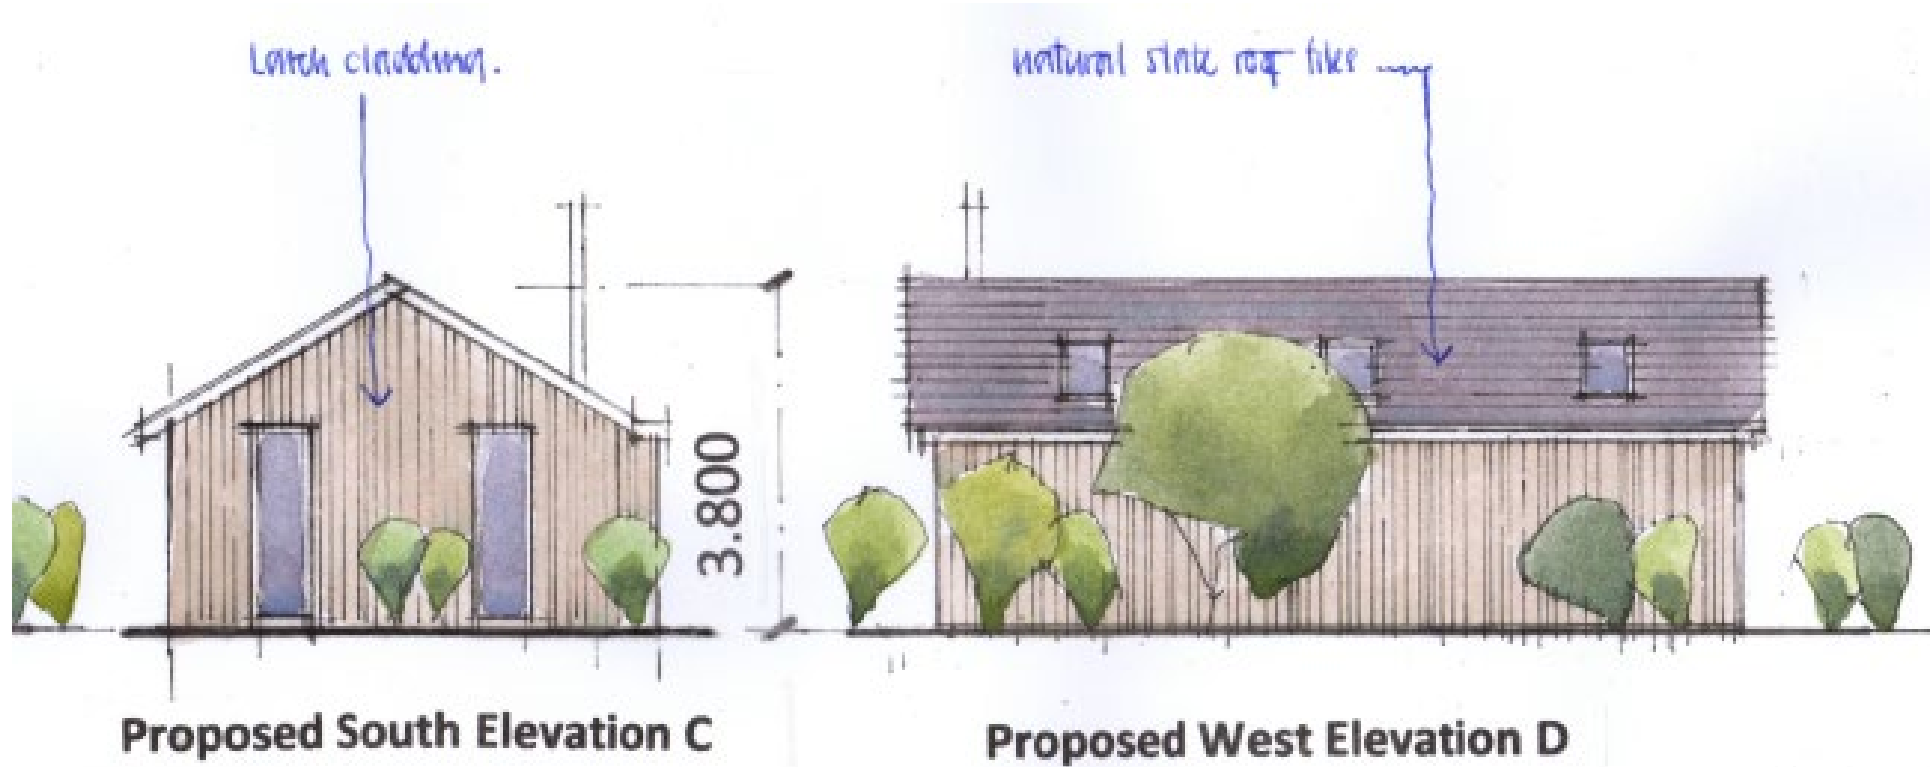 Larch cladding.
natural slate roof tiles
3.800
Proposed South Elevation C
Proposed West Elevation D